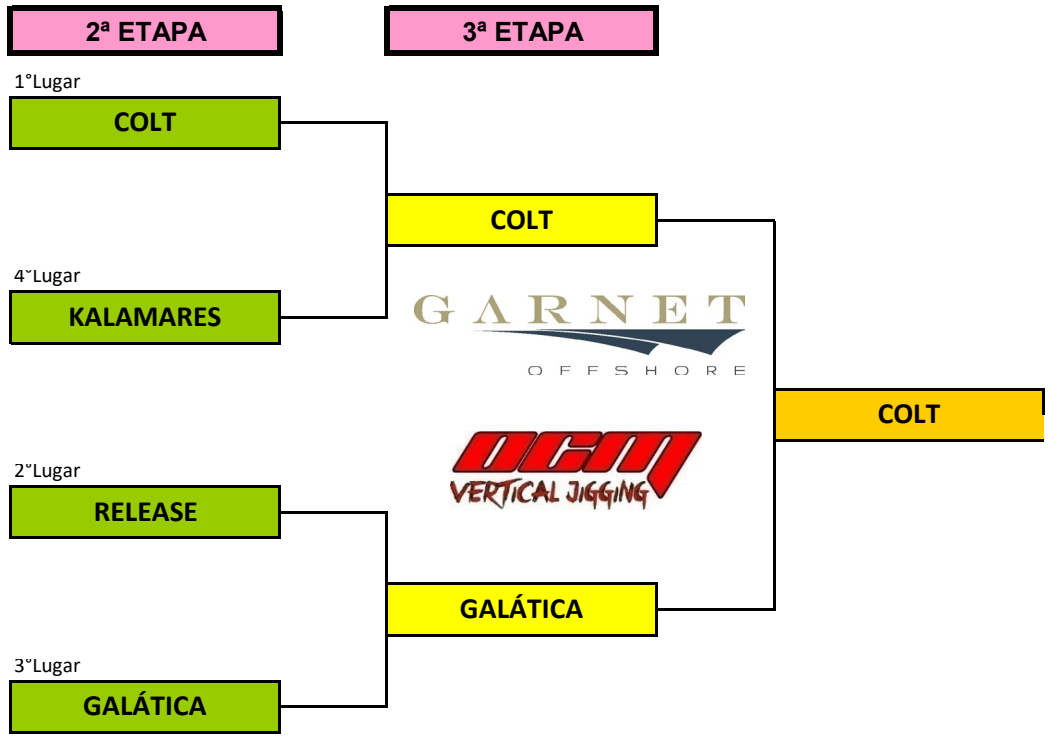 2ª ETAPA
3ª ETAPA
1°Lugar
COLT
COLT
4°Lugar
KALAMARES
GARNET
OFFSHORE
COLT
OCM
VERTICAL JIGGING
2°Lugar
RELEASE
GALÁTICA
3°Lugar
GALÁTICA